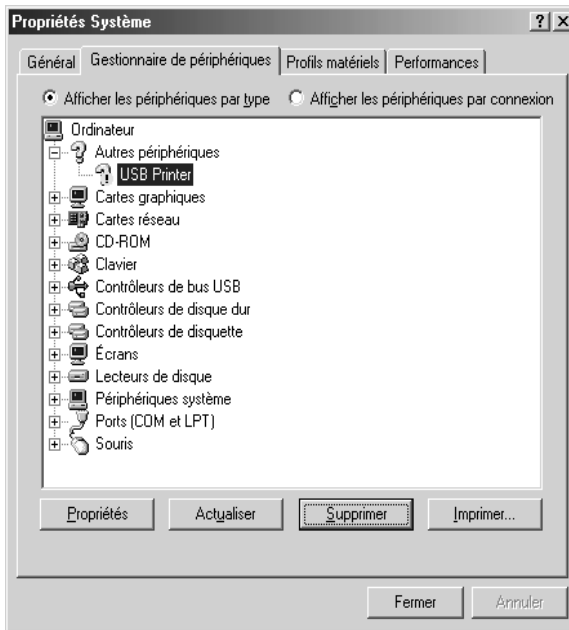 Propriétés Système
Général Gestionnaire de périphériques Profils matériels Performances
Afficher les périphériques par type Afficher les périphériques par connexion
Ordinateur
Autres périphériques
USB Printer
Cartes graphiques
Cartes réseau
CD-ROM
Clavier
Contrôleurs de bus USB
Contrôleurs de disque dur
Contrôleurs de disquette
Écrans
Lecteurs de disque
Périphériques système
Ports (COM et LPT)
Souris
Propriétés Actualiser Supprimer Imprimer...
Fermer Annuler